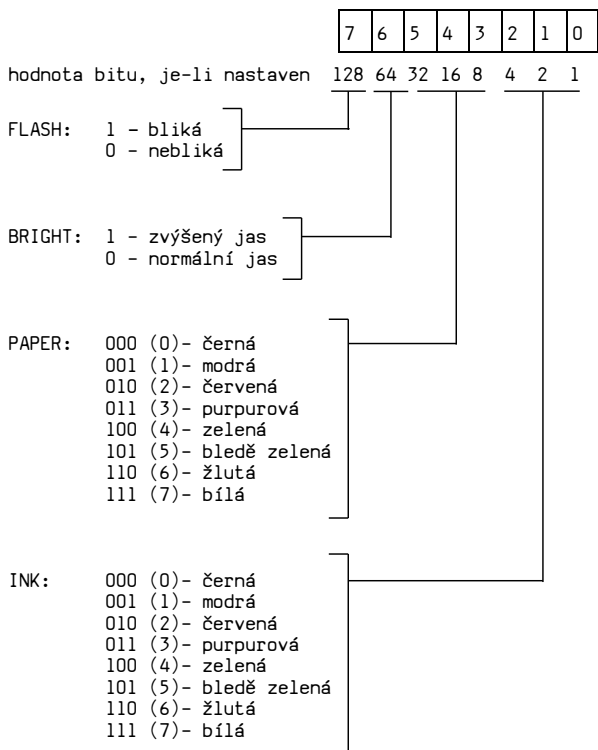 7 6 5 4 3 2 1 0
hodnota bitu, je-li nastaven 128 64 32 16 8 4 2 1
FLASH: 1 - bliká
0 - nebliká
BRIGHT: 1 - zvýšený jas
0 - normální jas
PAPER: 000 (0)- černá
001 (1)- modrá
010 (2)- červená
011 (3)- purpurová
100 (4)- zelená
101 (5)- bledě zelená
110 (6)- žlutá
111 (7)- bílá
INK: 000 (0)- černá
001 (1)- modrá
010 (2)- červená
011 (3)- purpurová
100 (4)- zelená
101 (5)- bledě zelená
110 (6)- žlutá
111 (7)- bílá